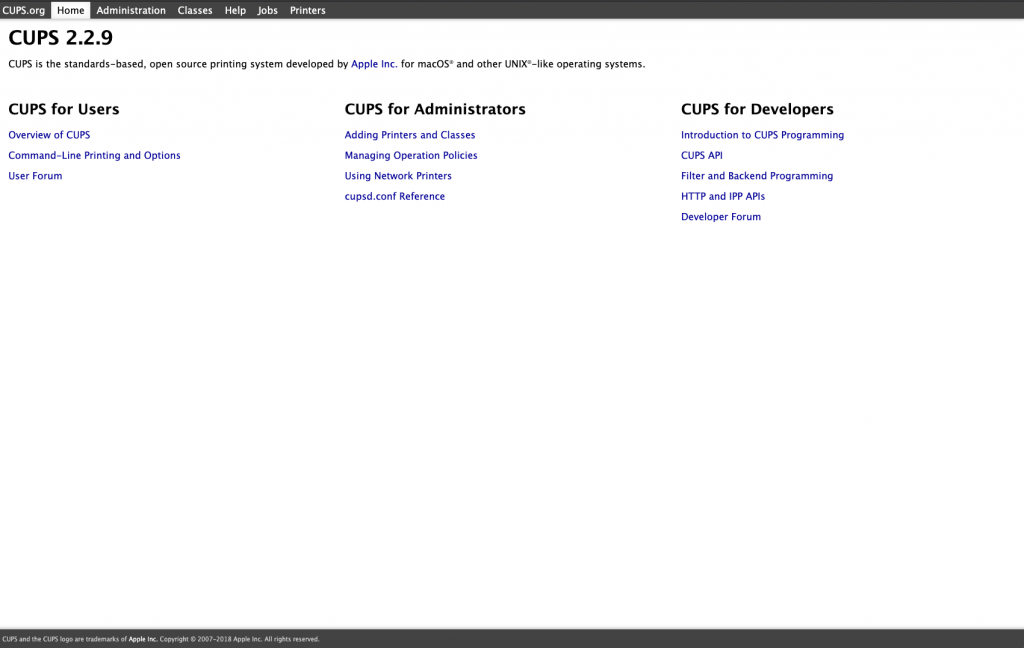 CUPS.org Home Administration Classes Help Jobs Printers
CUPS 2.2.9
CUPS is the standards-based, open source printing system developed by Apple Inc. for macOS® and other UNIX®-like operating systems.
CUPS for Users
Overview of CUPS
Command-Line Printing and Options
User Forum
CUPS for Administrators
Adding Printers and Classes
Managing Operation Policies
Using Network Printers
cupsd.conf Reference
CUPS for Developers
Introduction to CUPS Programming
CUPS API
Filter and Backend Programming
HTTP and IPP APIs
Developer Forum
CUPS and the CUPS logo are trademarks of Apple Inc. Copyright © 2007-2018 Apple Inc. All rights reserved.